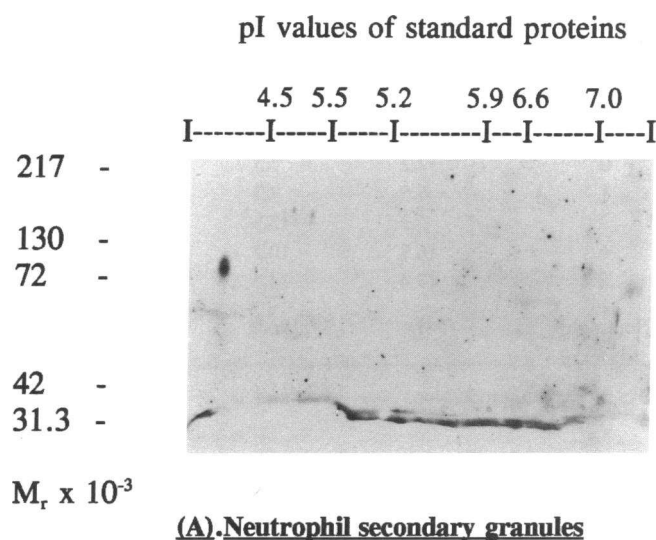 pI values of standard proteins
4.5 5.5 5.2 5.9 6.6 7.0
I-------I-----I-----I--------I---I------I----I
217 -
130 -
72 -
42 -
31.3 -
Mr x 10-3
(A).Neutrophil secondary granules